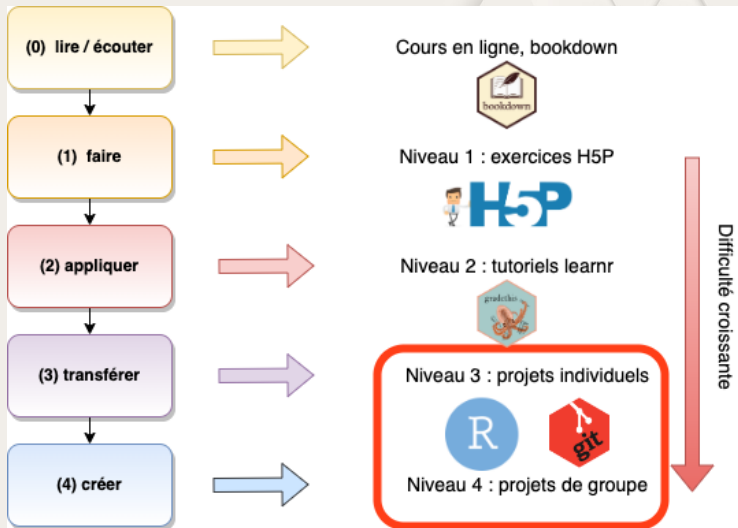 (0) lire / écouter
Cours en ligne, bookdown
bookdown
(1) faire
Niveau 1 : exercices H5P
H5P
(2) appliquer
Niveau 2 : tutoriels learnr
gradethis
(3) transférer
Niveau 3 : projets individuels
R
git
(4) créer
Niveau 4 : projets de groupe
Difficulté croissante